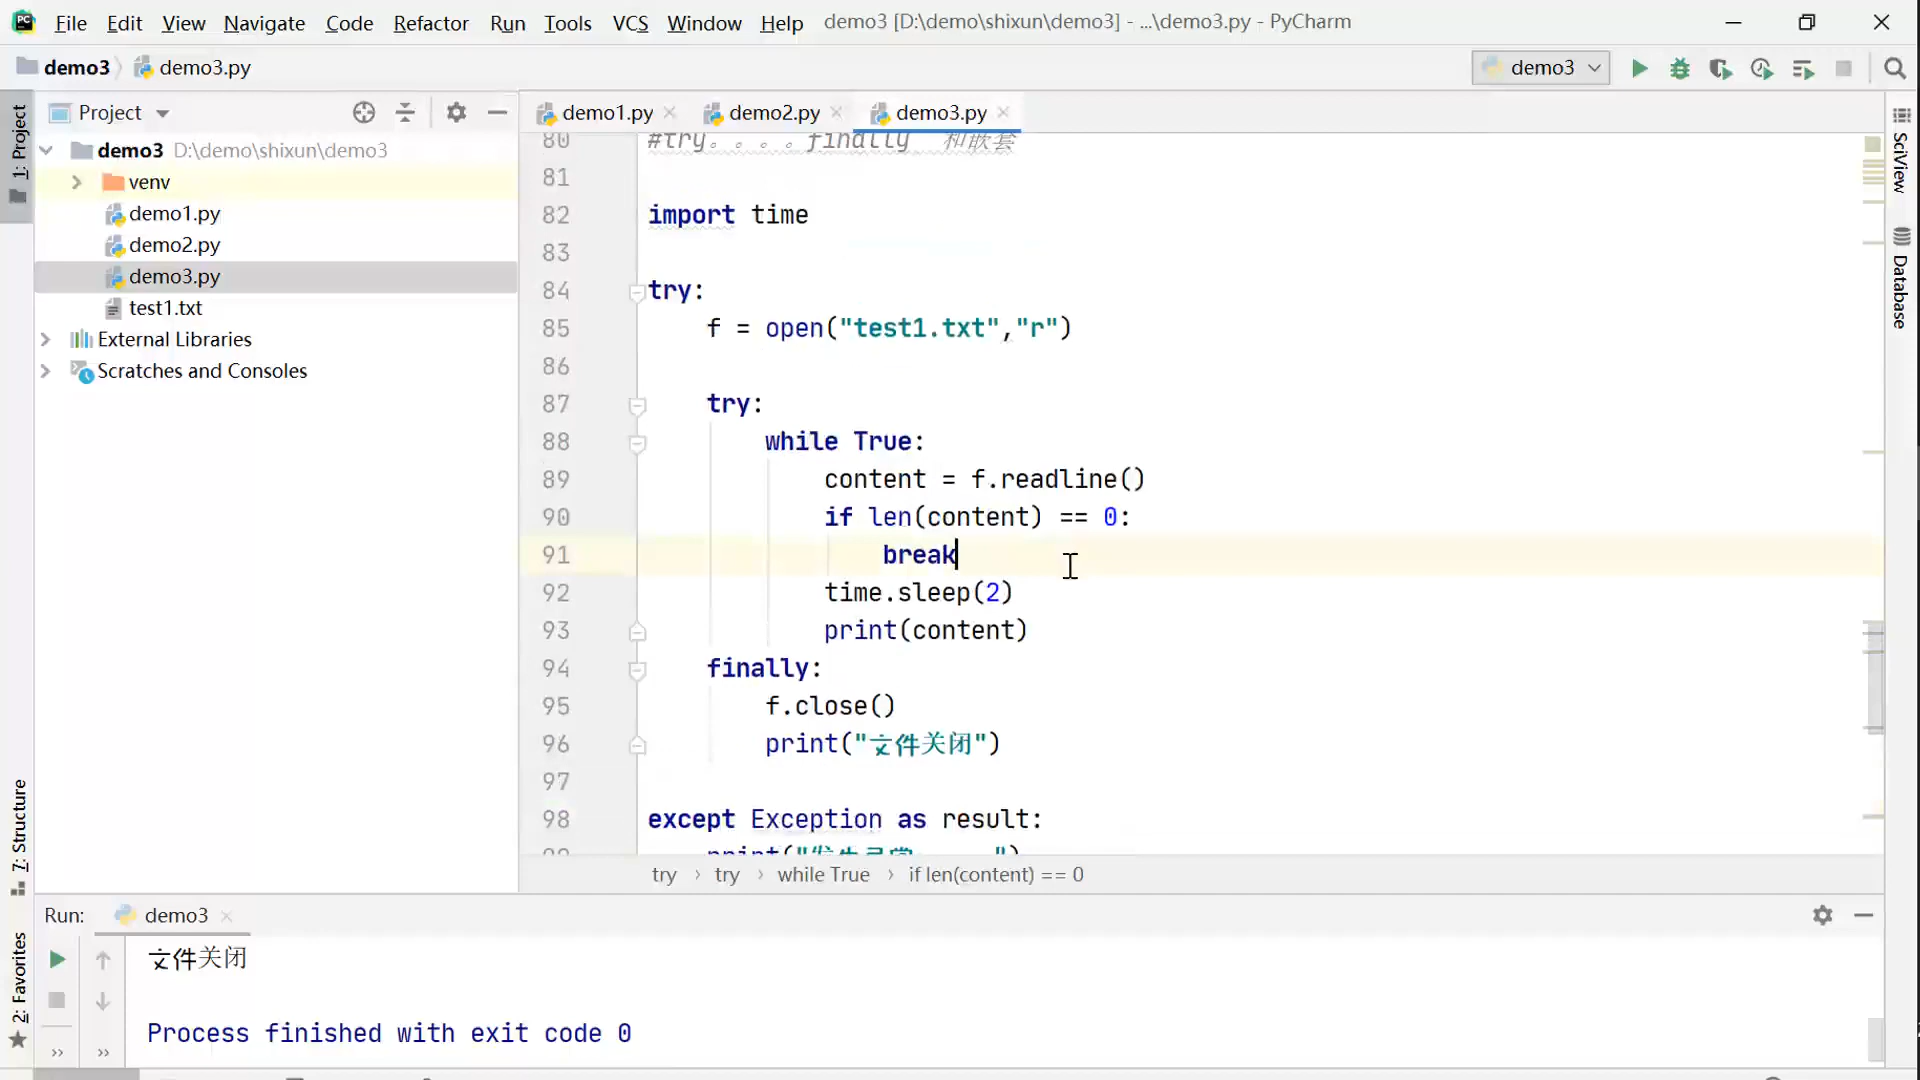 File Edit View Navigate Code Refactor Run Tools VCS Window Help demo3 [D:\demo\shixun\demo3] - ...\demo3.py - PyCharm
demo3 demo3.py demo3
1: Project
Project
demo1.py demo2.py demo3.py
demo3 D:\demo\shixun\demo3
venv
demo1.py
demo2.py
demo3.py
test1.txt
External Libraries
Scratches and Consoles
80 #try。。。。finally 和嵌套
81
82 import time
83
84 try:
85 f = open("test1.txt","r")
86
87 try:
88 while True:
89 content = f.readline()
90 if len(content) == 0:
91 break
92 time.sleep(2)
93 print(content)
94 finally:
95 f.close()
96 print("文件关闭")
97
98 except Exception as result:
try › try › while True › if len(content) == 0
SciView
Database
7: Structure
2: Favorites
Run: demo3
文件关闭
Process finished with exit code 0